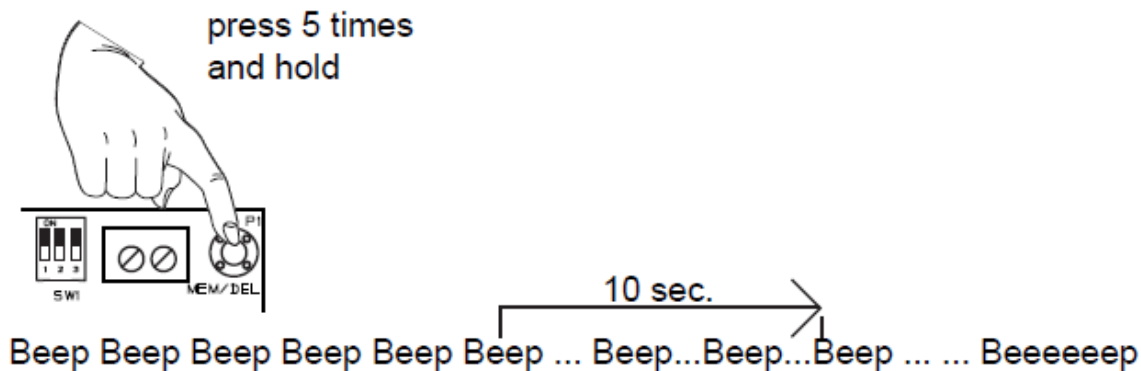 press 5 times
and hold
ON
P1
1 2 3
SW1
MEM/DEL
10 sec.
Beep Beep Beep Beep Beep Beep ... Beep...Beep...Beep ... ... Beeeeeep